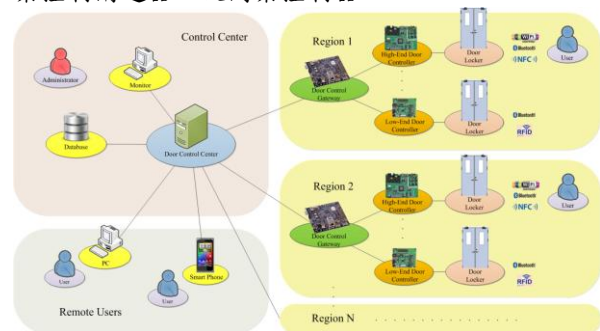 Control Center
Administrator
Monitor
Database
Door Control Center
Remote Users
PC
User
Smart Phone
User
Region 1
High-End Door
Controller
Door
Locker
WiFi
Bluetooth
NFC
User
Door Control
Gateway
Low-End Door
Controller
Door
Locker
Bluetooth
RFID
Region 2
High-End Door
Controller
Door
Locker
WiFi
Bluetooth
NFC
User
Door Control
Gateway
Low-End Door
Controller
Door
Locker
Bluetooth
RFID
Region N